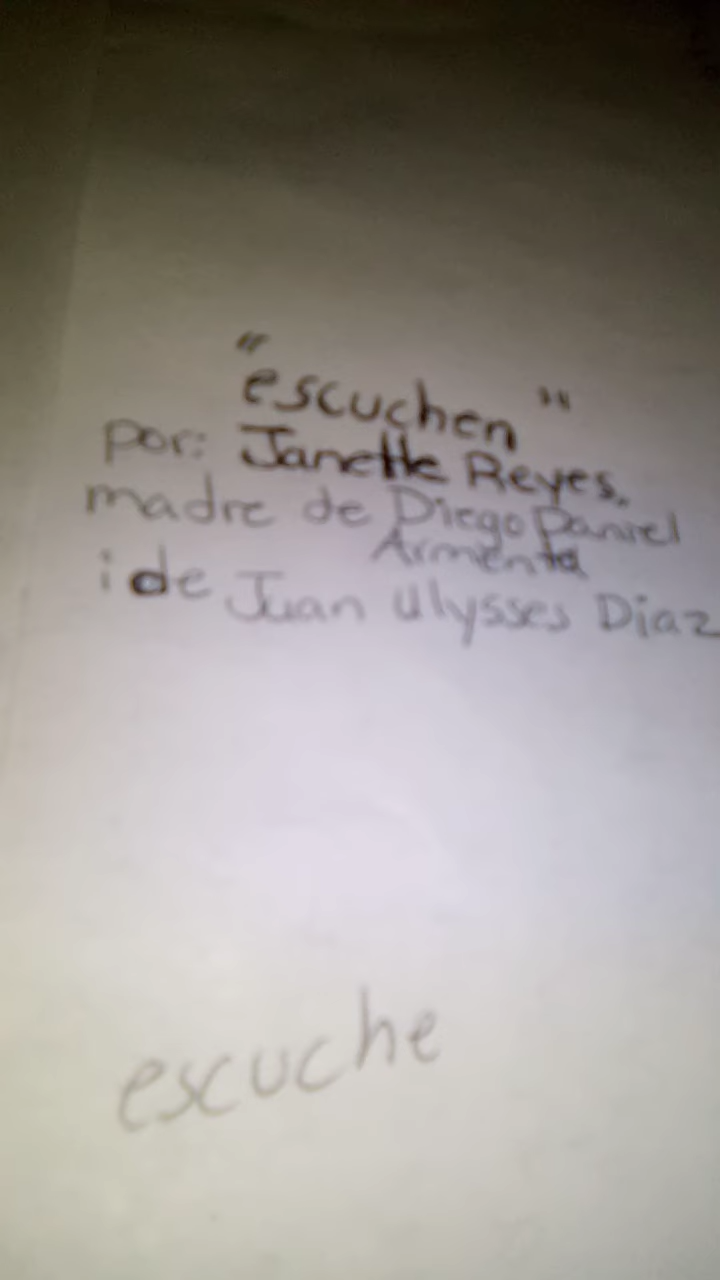 "escuchen"
por: Janette Reyes.
madre de Diego Daniel
Armenta
i de Juan Ulysses Diaz
escuche